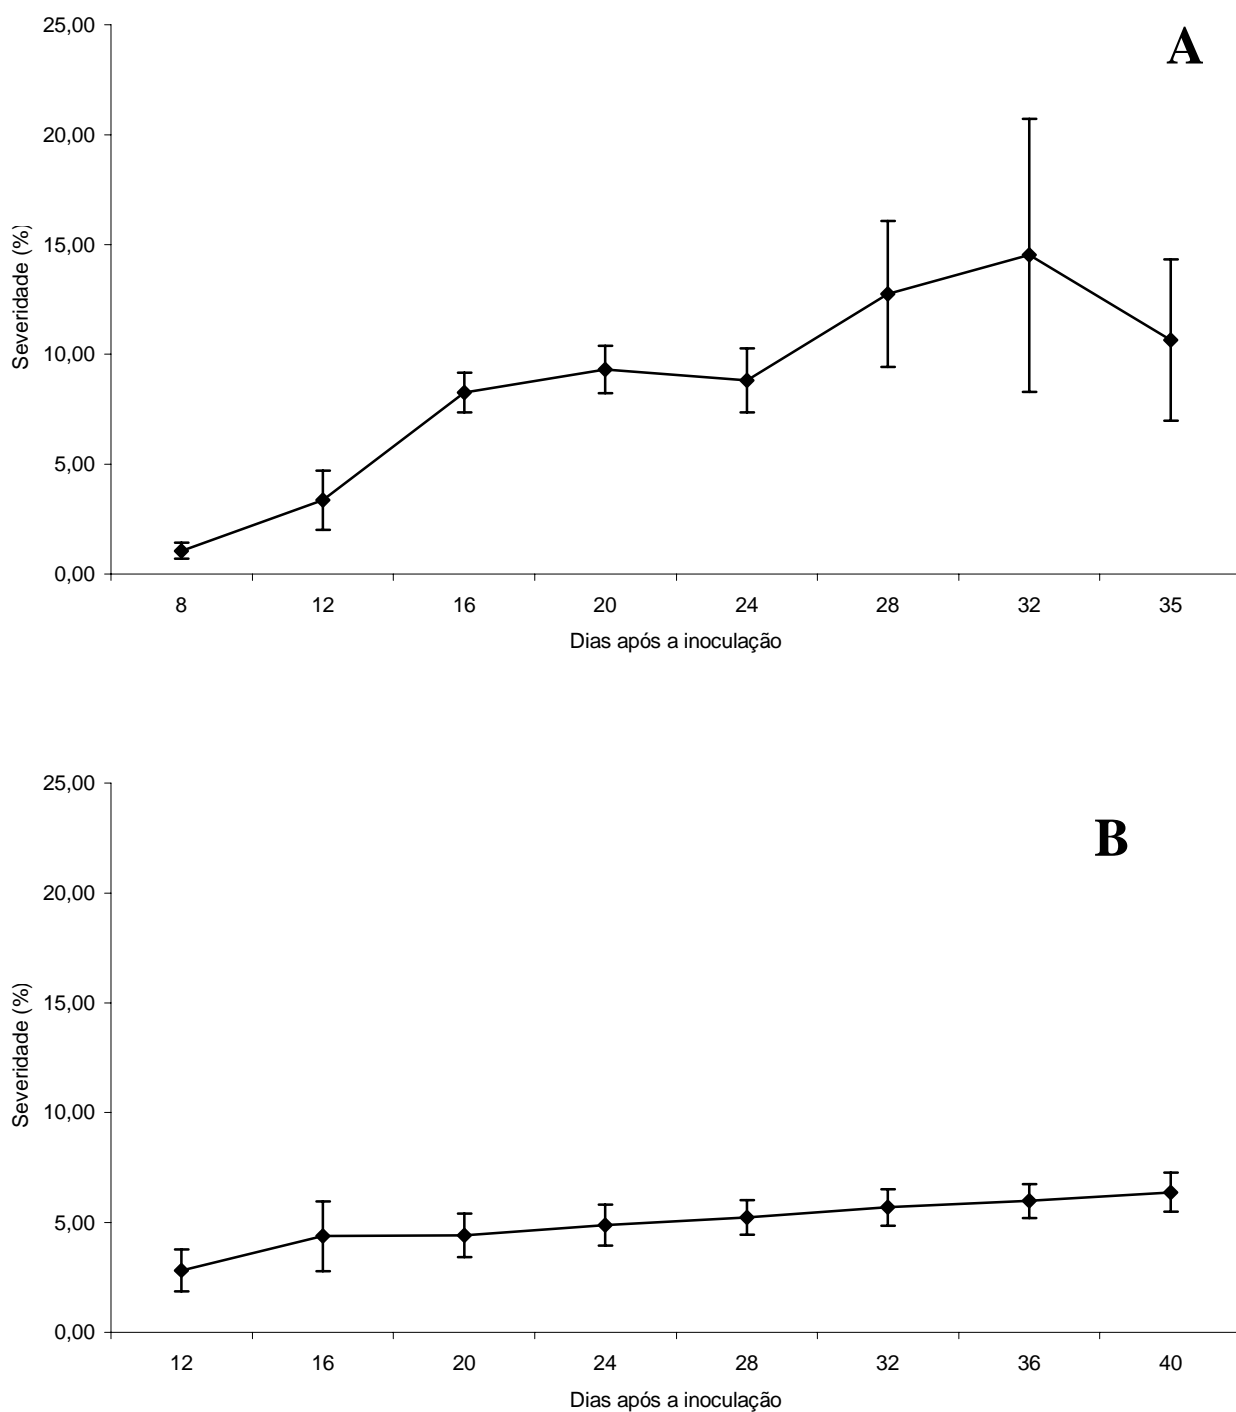 A
25,00
20,00
15,00
10,00
5,00
0,00
Severidade (%)
8 12 16 20 24 28 32 35
Dias após a inoculação
B
25,00
20,00
15,00
10,00
5,00
0,00
Severidade (%)
12 16 20 24 28 32 36 40
Dias após a inoculação